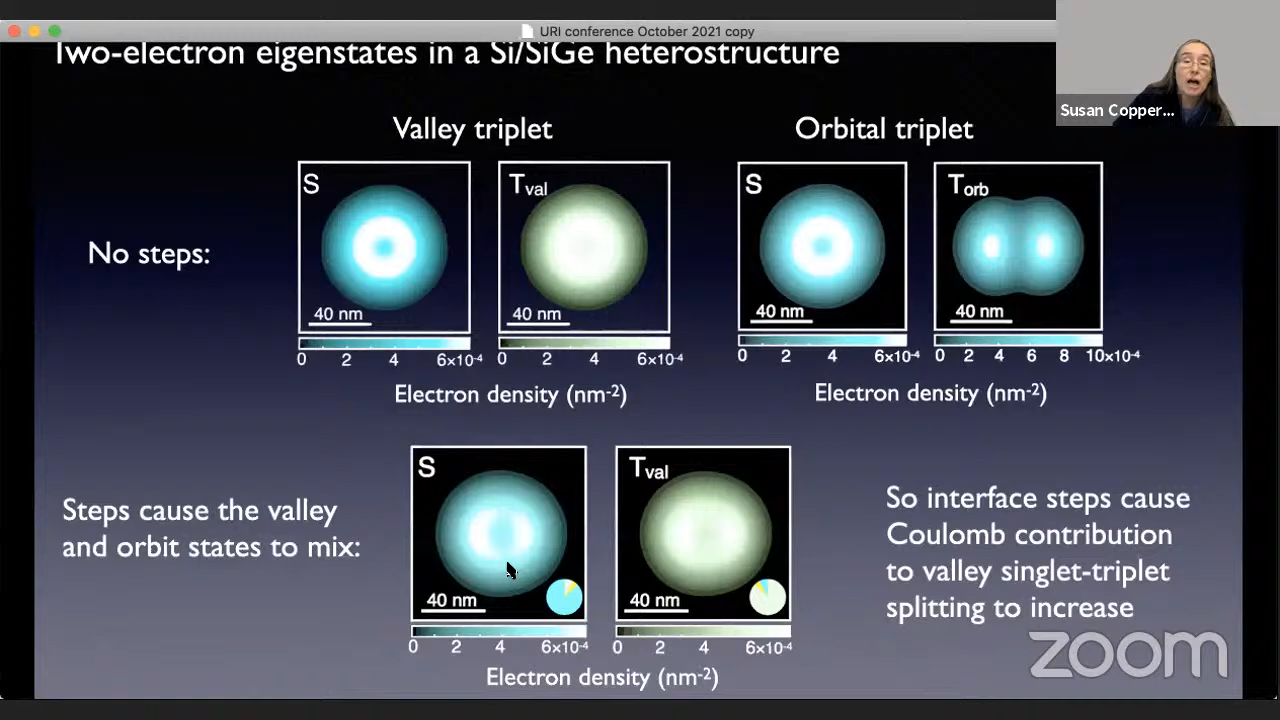 URI conference October 2021 copy
Two-electron eigenstates in a Si/SiGe heterostructure
Susan Copper...
Valley triplet
Orbital triplet
No steps:
S
Tval
S
Torb
40 nm
40 nm
40 nm
40 nm
0 2 4 6×10-4
0 2 4 6×10-4
0 2 4 6×10-4
0 2 4 6 8 10×10-4
Electron density (nm-2)
Electron density (nm-2)
Steps cause the valley
and orbit states to mix:
S
Tval
40 nm
40 nm
0 2 4 6×10-4
0 2 4 6×10-4
Electron density (nm-2)
So interface steps cause
Coulomb contribution
to valley singlet-triplet
splitting to increase
zoom